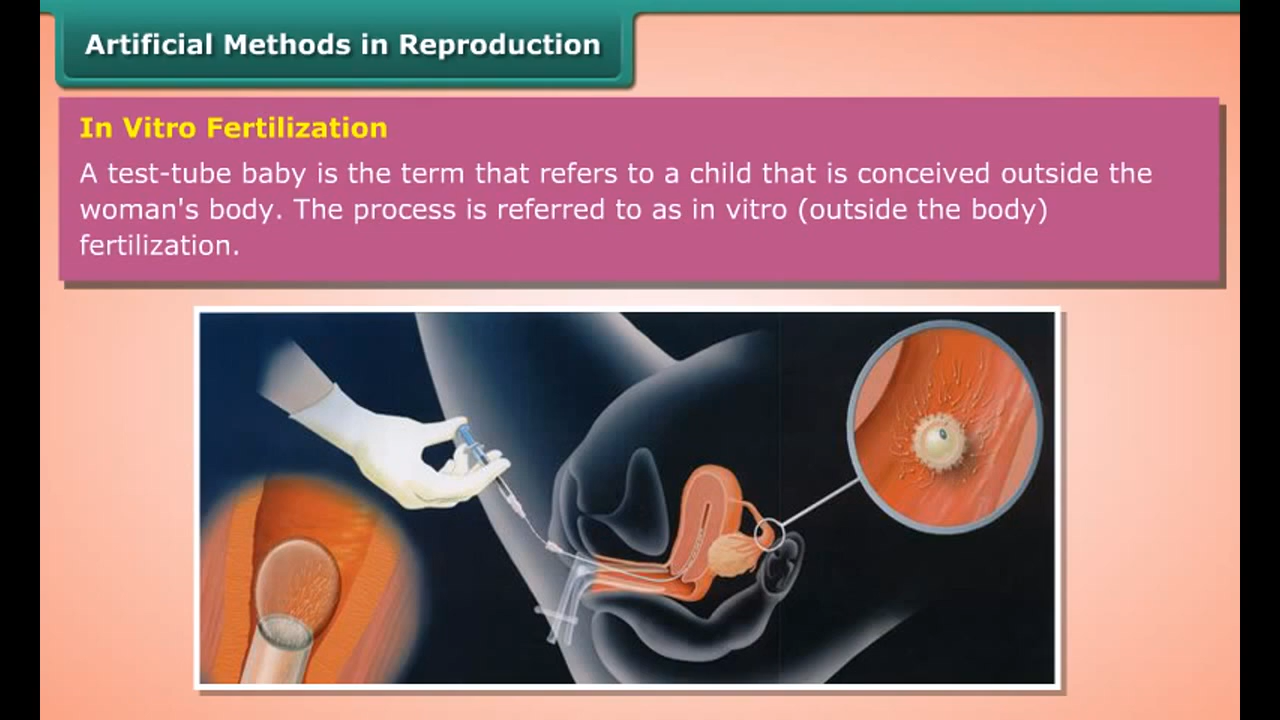 Artificial Methods in Reproduction
In Vitro Fertilization
A test-tube baby is the term that refers to a child that is conceived outside the
woman's body. The process is referred to as in vitro (outside the body)
fertilization.